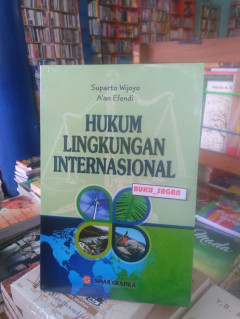 Suparto Wijoyo
A'an Efendi
HUKUM
LINGKUNGAN
INTERNASIONAL
BUKU_SAGAN
SINAR GRAFIKA